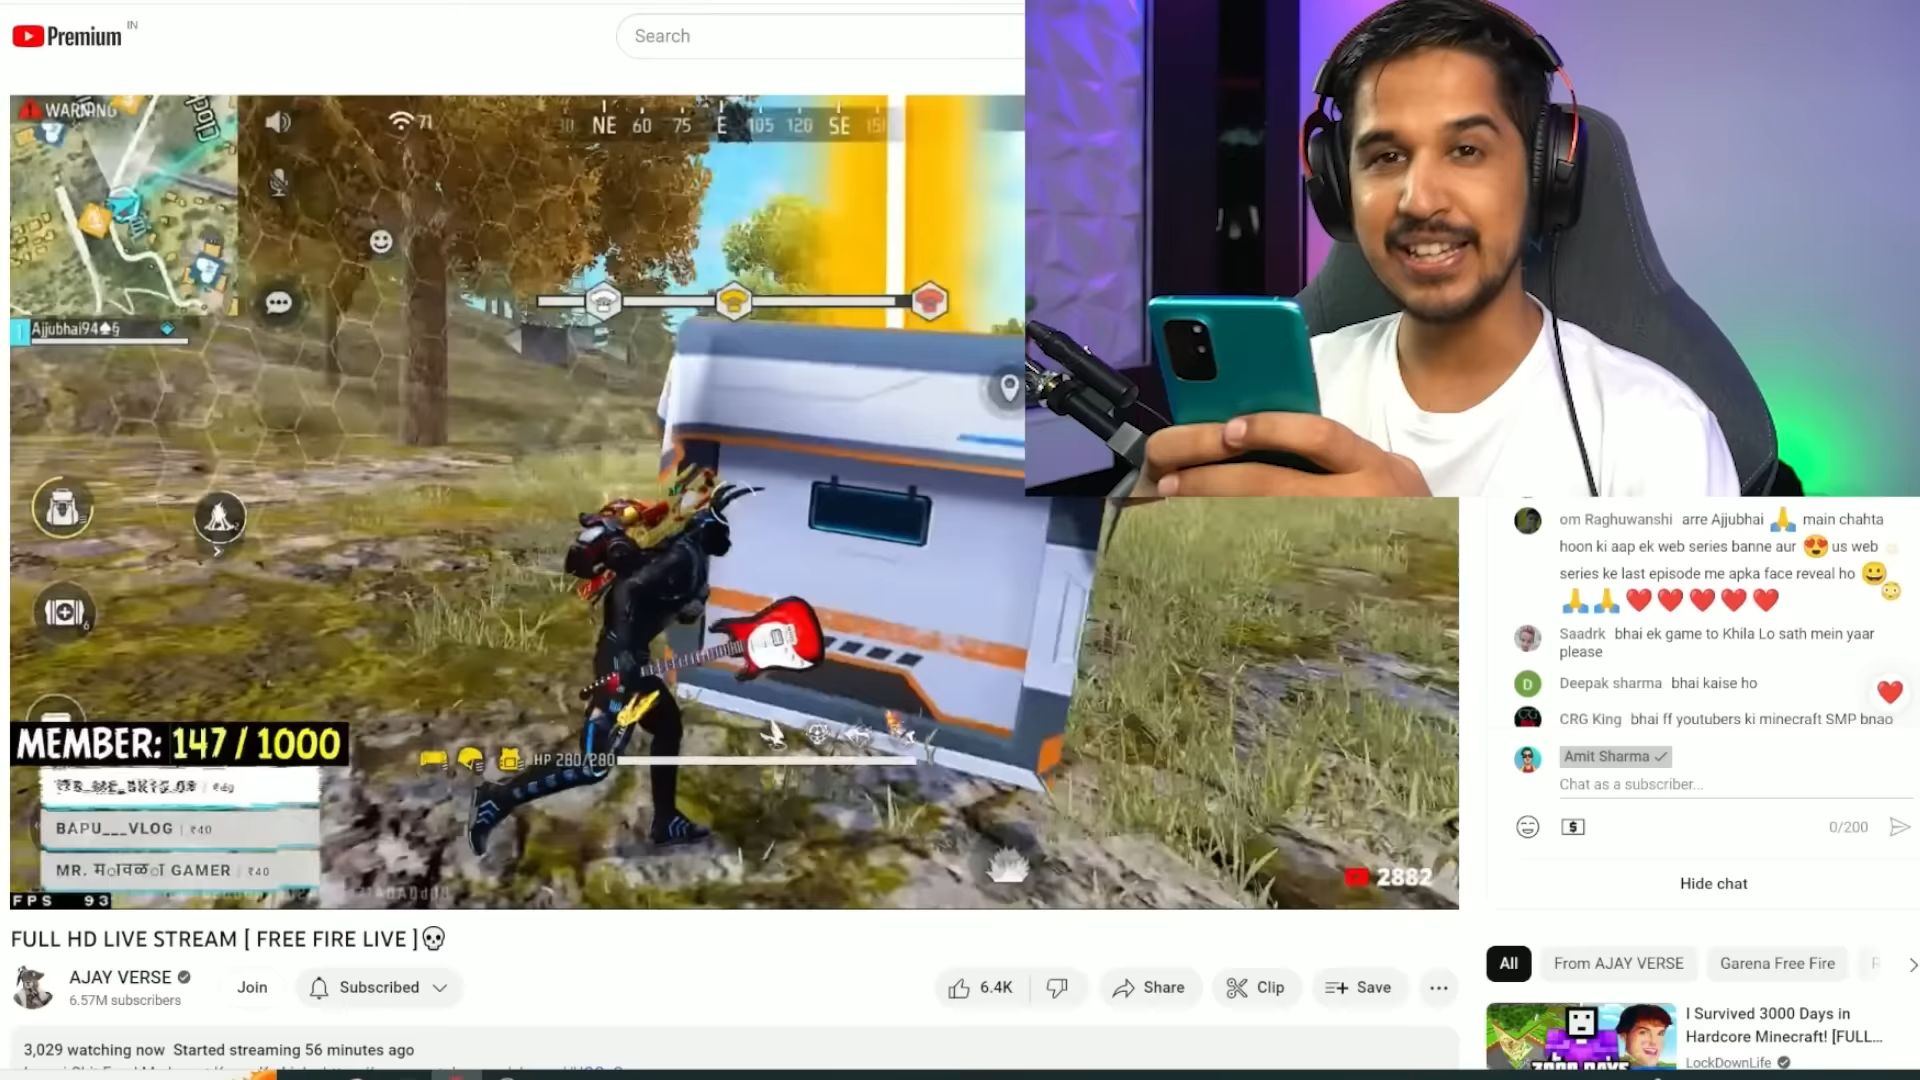 Premium IN
Search
WARNING
71
NE 60 75 E 105 120 SE
1 Ajjubhai94♠§
6
MEMBER: 147 / 1000
BAPU___VLOG | ₹40
GAMER | ₹40
FPS 93
HP 280/280
2882
om Raghuwanshi arre Ajjubhai 🙏 main chahta
hoon ki aap ek web series banne aur 😍 us web
series ke last episode me apka face reveal ho 😀
🙏🙏❤️❤️❤️❤️❤️
Saadrk bhai ek game to Khila Lo sath mein yaar
please
D Deepak sharma bhai kaise ho
CRG King bhai ff youtubers ki minecraft SMP bnao
Amit Sharma ✓
Chat as a subscriber...
0/200
Hide chat
FULL HD LIVE STREAM [ FREE FIRE LIVE ]💀
AJAY VERSE
6.57M subscribers
Join
Subscribed
6.4K
Share
Clip
Save
3,029 watching now Started streaming 56 minutes ago
All
From AJAY VERSE
Garena Free Fire
I Survived 3000 Days in
Hardcore Minecraft! [FULL...
LockDownLife